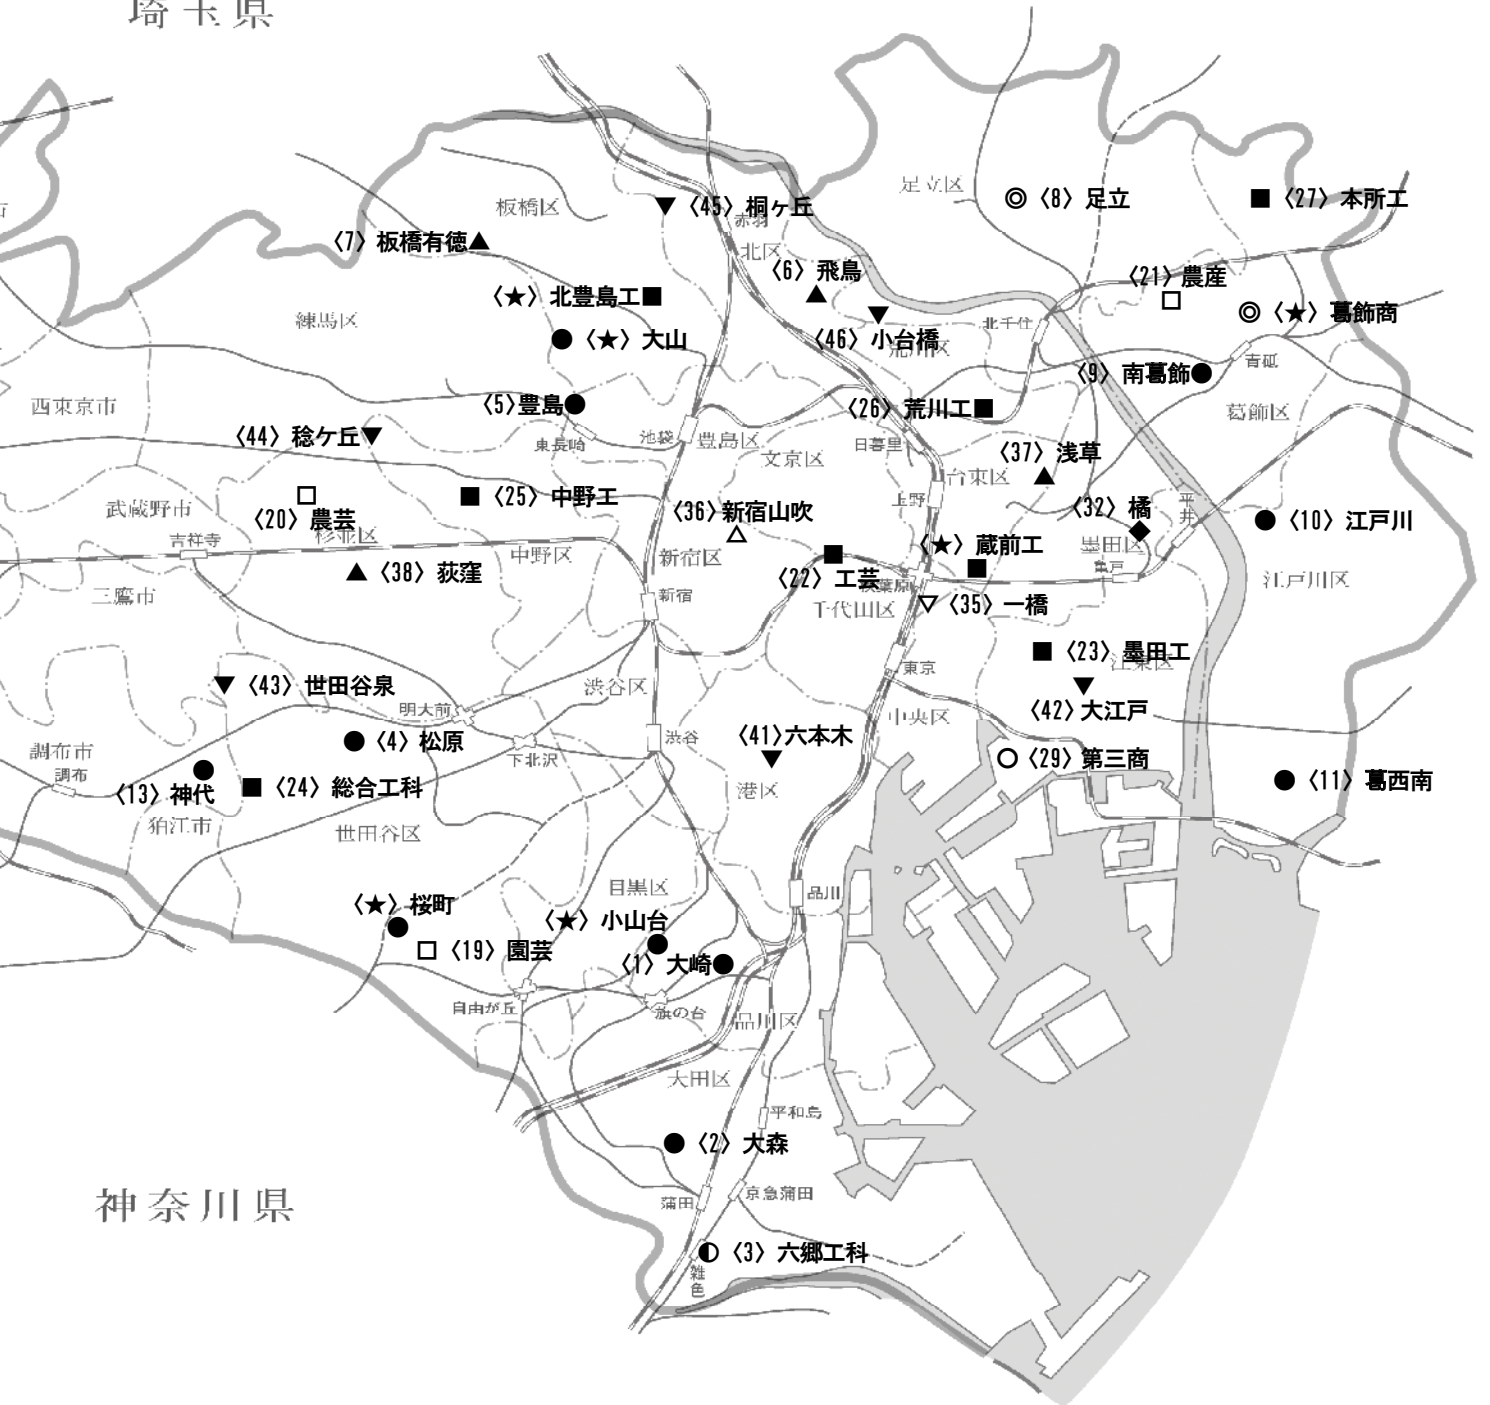 埼玉県
足立区
◎〈8〉足立
■〈27〉本所工
板橋区
▼〈45〉桐ヶ丘
赤羽
市
〈7〉板橋有徳▲
北区
〈6〉飛鳥
▲
〈21〉農産
□
〈★〉北豊島工■
練馬区
▼
〈46〉小台橋
荒川区
北千住
◎〈★〉葛飾商
●〈★〉大山
青砥
〈9〉南葛飾●
西東京市
〈5〉豊島●
〈26〉荒川工■
葛飾区
〈44〉稔ケ丘▼
東長崎
池袋
豊島区
文京区
日暮里
〈37〉浅草
▲
台東区
武蔵野市
□
〈20〉農芸
杉並区
■〈25〉中野工
上野
平井
〈36〉新宿山吹
△
〈32〉橘
◆
墨田区
●〈10〉江戸川
吉祥寺
中野区
新宿区
■
〈22〉工芸
〈★〉蔵前工
■
亀戸
▲〈38〉荻窪
三鷹市
新宿
秋葉原
千代田区
▽〈35〉一橋
江戸川区
■〈23〉墨田工
江東区
東京
▼〈43〉世田谷泉
渋谷区
▼
〈42〉大江戸
明大前
中央区
調布市
●〈4〉松原
下北沢
渋谷
〈41〉六本木
▼
○〈29〉第三商
調布
●
〈13〉神代
■〈24〉総合工科
港区
●〈11〉葛西南
狛江市
世田谷区
目黒区
品川
〈★〉桜町
●
〈★〉小山台
●
□〈19〉園芸
〈1〉大崎●
自由が丘
旗の台
品川区
大田区
平和島
●〈2〉大森
神奈川県
蒲田
京急蒲田
◐〈3〉六郷工科
雑色